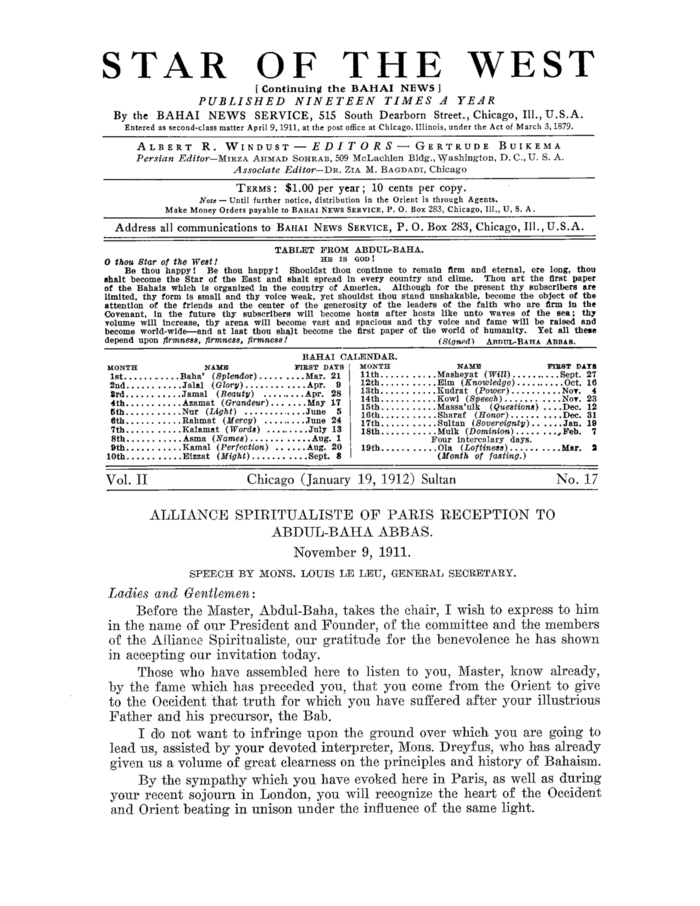 STAR OF THE WEST
[Continuing the BAHAI NEWS]
PUBLISHED NINETEEN TIMES A YEAR
By the BAHAI NEWS SERVICE, 515 South Dearborn Street., Chicago, Ill., U.S.A.
Entered as second-class matter April 9, 1911, at the post office at Chicago, Illinois, under the Act of March 3, 1879.
ALBERT R. WINDUST — EDITORS — GERTRUDE BUIKEMA
Persian Editor—MIRZA AHMAD SOHRAB, 509 McLachlen Bldg., Washington, D. C., U. S. A.
Associate Editor—DR. ZIA M. BAGDADI, Chicago
TERMS: $1.00 per year; 10 cents per copy.
Note — Until further notice, distribution in the Orient is through Agents.
Make Money Orders payable to BAHAI NEWS SERVICE, P. O. Box 283, Chicago, Ill., U. S. A.
Address all communications to BAHAI NEWS SERVICE, P. O. Box 283, Chicago, Ill., U.S.A.
TABLET FROM ABDUL-BAHA.
HE IS GOD!
O thou Star of the West!
Be thou happy! Be thou happy! Shouldst thou continue to remain firm and eternal, ere long, thou
shalt become the Star of the East and shalt spread in every country and clime. Thou art the first paper
of the Bahais which is organized in the country of America. Although for the present thy subscribers are
limited, thy form is small and thy voice weak, yet shouldst thou stand unshakable, become the object of the
attention of the friends and the center of the generosity of the leaders of the faith who are firm in the
Covenant, in the future thy subscribers will become hosts after hosts like unto waves of the sea; thy
volume will increase, thy arena will become vast and spacious and thy voice and fame will be raised and
become world-wide—and at last thou shalt become the first paper of the world of humanity. Yet all these
depend upon firmness, firmness, firmness! (Signed) ABDUL-BAHA ABBAS.
BAHAI CALENDAR.
MONTH NAME FIRST DAYS
1st..........Baha' (Splendor).........Mar. 21
2nd..........Jalal (Glory)............Apr. 9
3rd..........Jamal (Beauty) ........Apr. 28
4th..........Azamat (Grandeur).......May 17
5th..........Nur (Light) ............June 5
6th..........Rahmat (Mercy) ........June 24
7th..........Kalamat (Words) ........July 13
8th..........Asma (Names)...........Aug. 1
9th..........Kamal (Perfection) ......Aug. 20
10th..........Eizzat (Might)..........Sept. 8
MONTH NAME FIRST DAYS
11th..........Masheyat (Will).........Sept. 27
12th..........Elm (Knowledge)........Oct. 16
13th..........Kudrat (Power)..........Nov. 4
14th..........Kowl (Speech)..........Nov. 23
15th..........Massa'ulk (Questions) ....Dec. 12
16th..........Sharaf (Honor)..........Dec. 31
17th..........Sultan (Sovereignty)......Jan. 19
18th..........Mulk (Dominion).........Feb. 7
Four intercalary days.
19th..........Ola (Loftiness)..........Mar. 2
(Month of fasting.)
Vol. II Chicago (January 19, 1912) Sultan No. 17
ALLIANCE SPIRITUALISTE OF PARIS RECEPTION TO
ABDUL-BAHA ABBAS.
November 9, 1911.
SPEECH BY MONS. LOUIS LE LEU, GENERAL SECRETARY.
Ladies and Gentlemen:
Before the Master, Abdul-Baha, takes the chair, I wish to express to him
in the name of our President and Founder, of the committee and the members
of the Alliance Spiritualiste, our gratitude for the benevolence he has shown
in accepting our invitation today.
Those who have assembled here to listen to you, Master, know already,
by the fame which has preceded you, that you come from the Orient to give
to the Occident that truth for which you have suffered after your illustrious
Father and his precursor, the Bab.
I do not want to infringe upon the ground over which you are going to
lead us, assisted by your devoted interpreter, Mons. Dreyfus, who has already
given us a volume of great clearness on the principles and history of Bahaism.
By the sympathy which you have evoked here in Paris, as well as during
your recent sojourn in London, you will recognize the heart of the Occident
and Orient beating in unison under the influence of the same light.